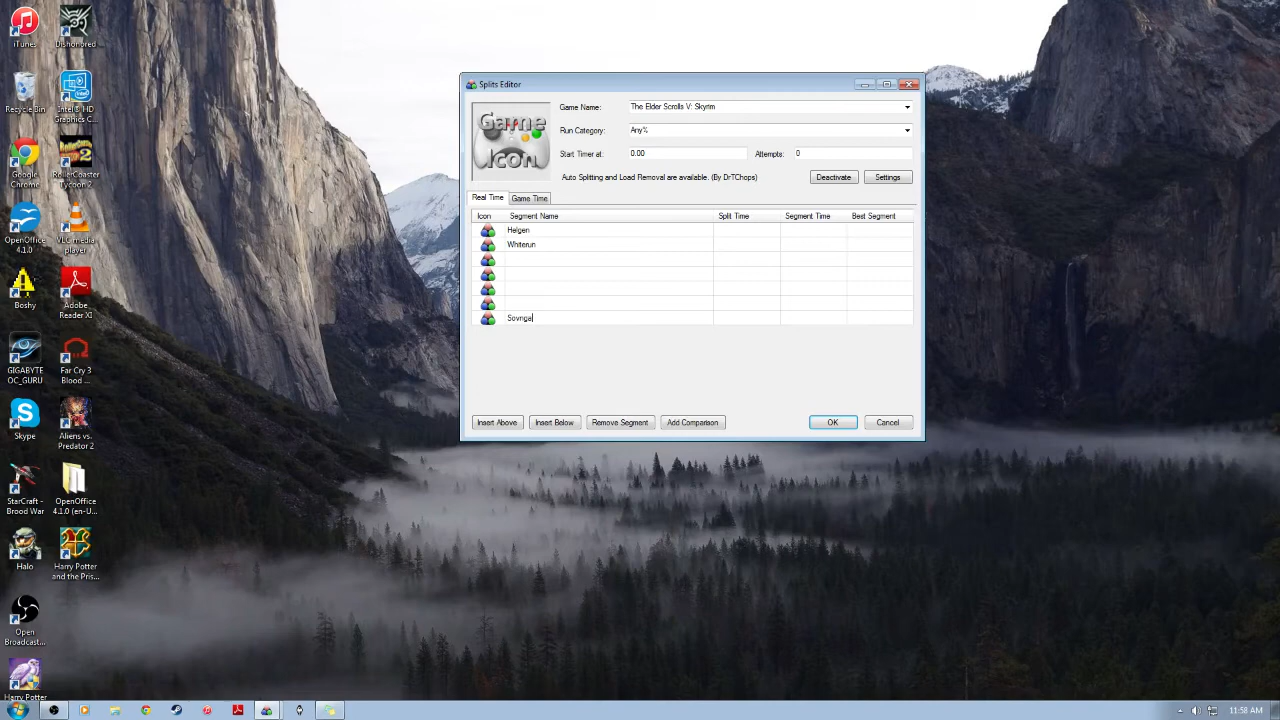 iTunes
Dishonored
Recycle Bin
Intel® HD
Graphics C...
Google
Chrome
RollerCoaster
Tycoon 2
OpenOffice
4.1.0
VLC media
player
Boshy
Adobe
Reader XI
GIGABYTE
OC_GURU
Far Cry 3
Blood ...
Skype
Aliens vs.
Predator 2
StarCraft -
Brood War
OpenOffice
4.1.0 (en-U...
Halo
Harry Potter
and the Pris...
Open
Broadcast...
Harry Potter
Splits Editor
Game
Icon
Game Name:
The Elder Scrolls V: Skyrim
Run Category:
Any%
Start Timer at:
0.00
Attempts:
0
Auto Splitting and Load Removal are available. (By DrTChops)
Deactivate
Settings
Real Time
Game Time
Icon
Segment Name
Split Time
Segment Time
Best Segment
Helgen
Whiterun
Sovnga
Insert Above
Insert Below
Remove Segment
Add Comparison
OK
Cancel
11:58 AM